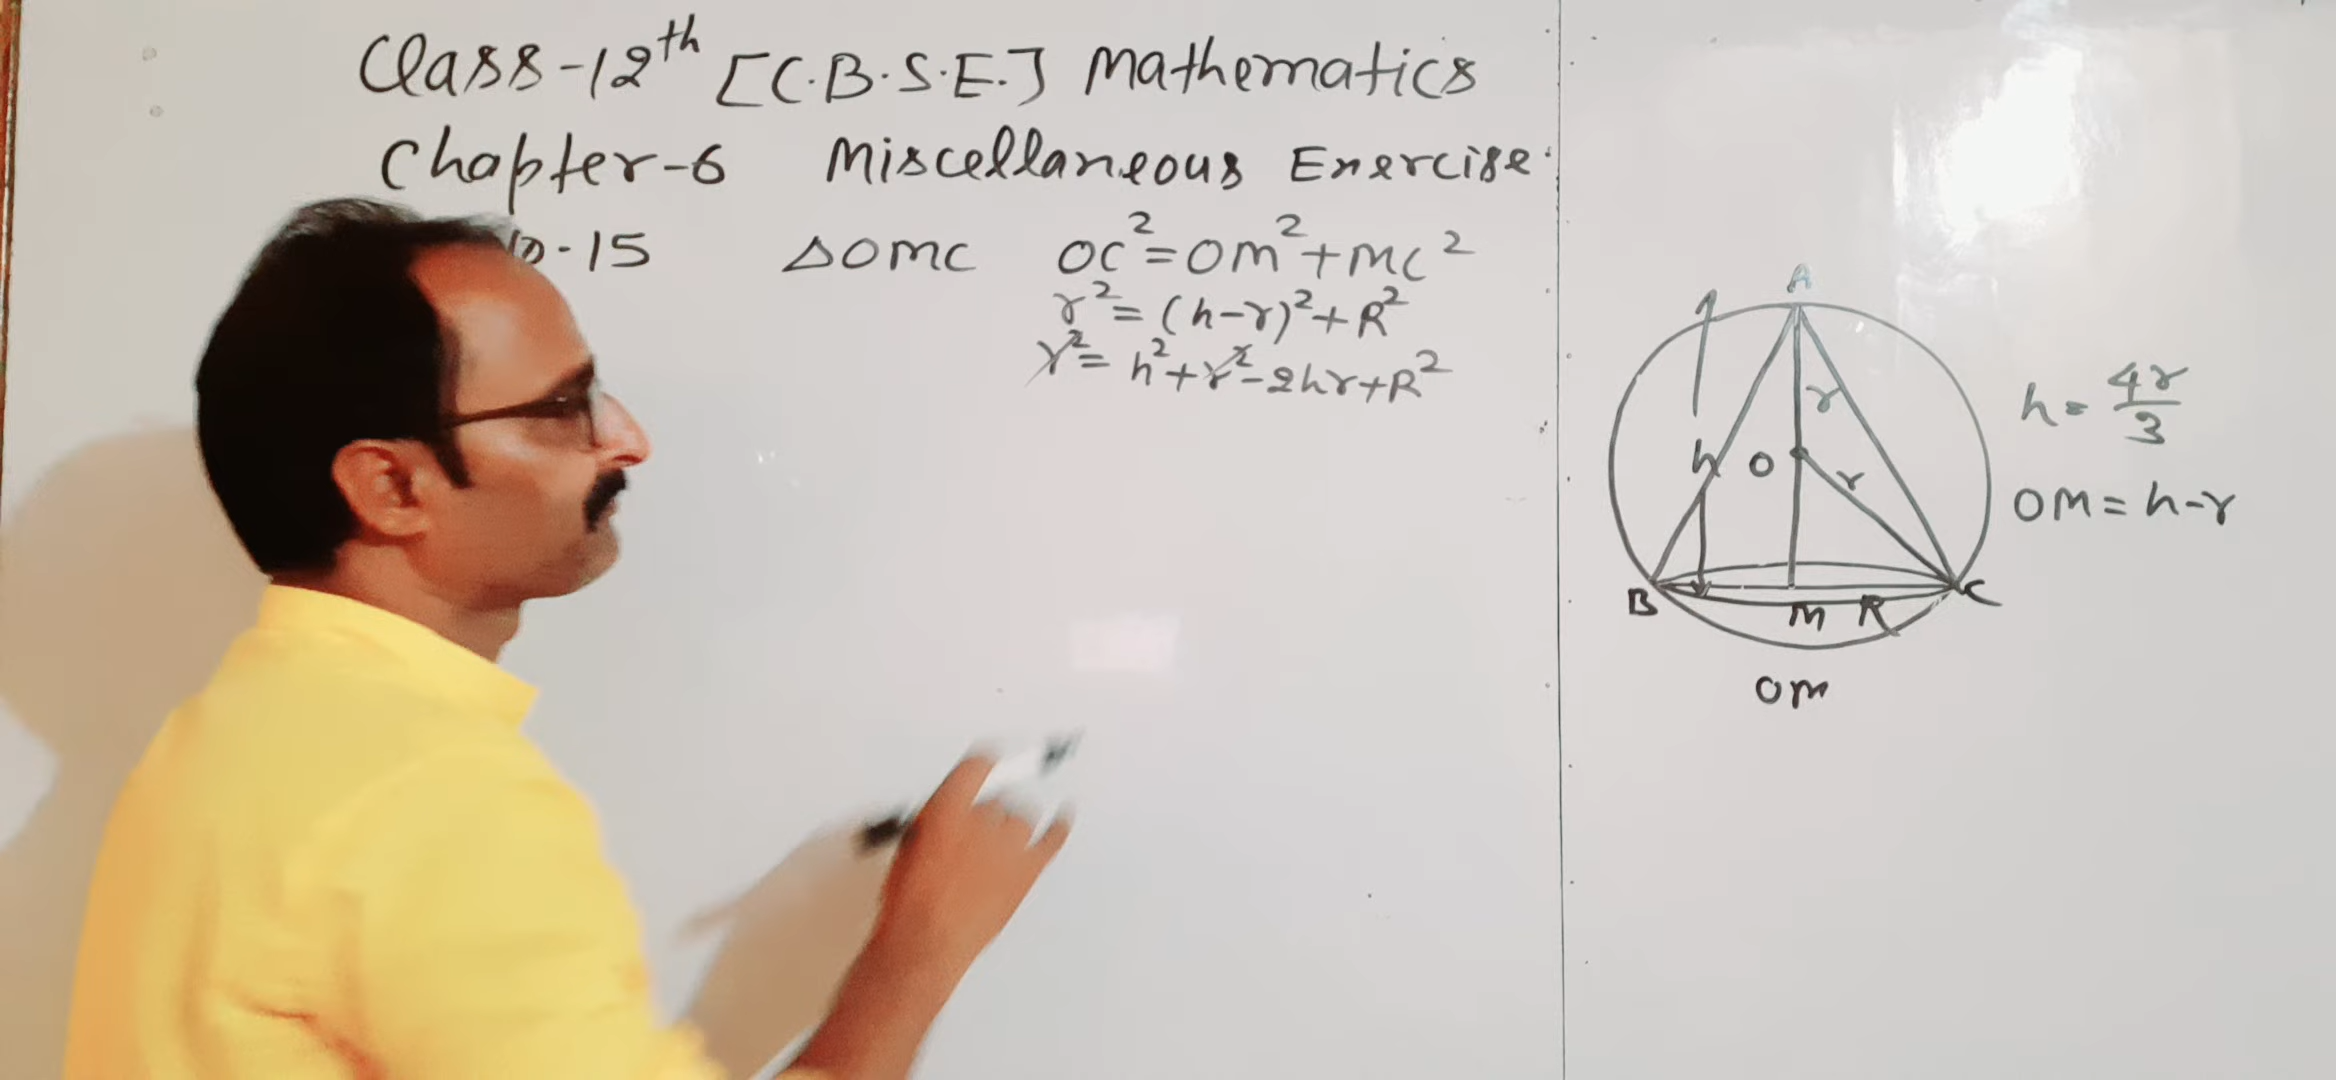 Class-12th [C.B.S.E.] Mathematics
Chapter-6 Miscellaneous Exercise
-15 ΔOMC OC²=OM²+MC²
r²=(h-r)²+R²
r²=h²+r²-2hr+R²
A
r
h O r
B M R C
OM
h=4r/3
OM=h-r